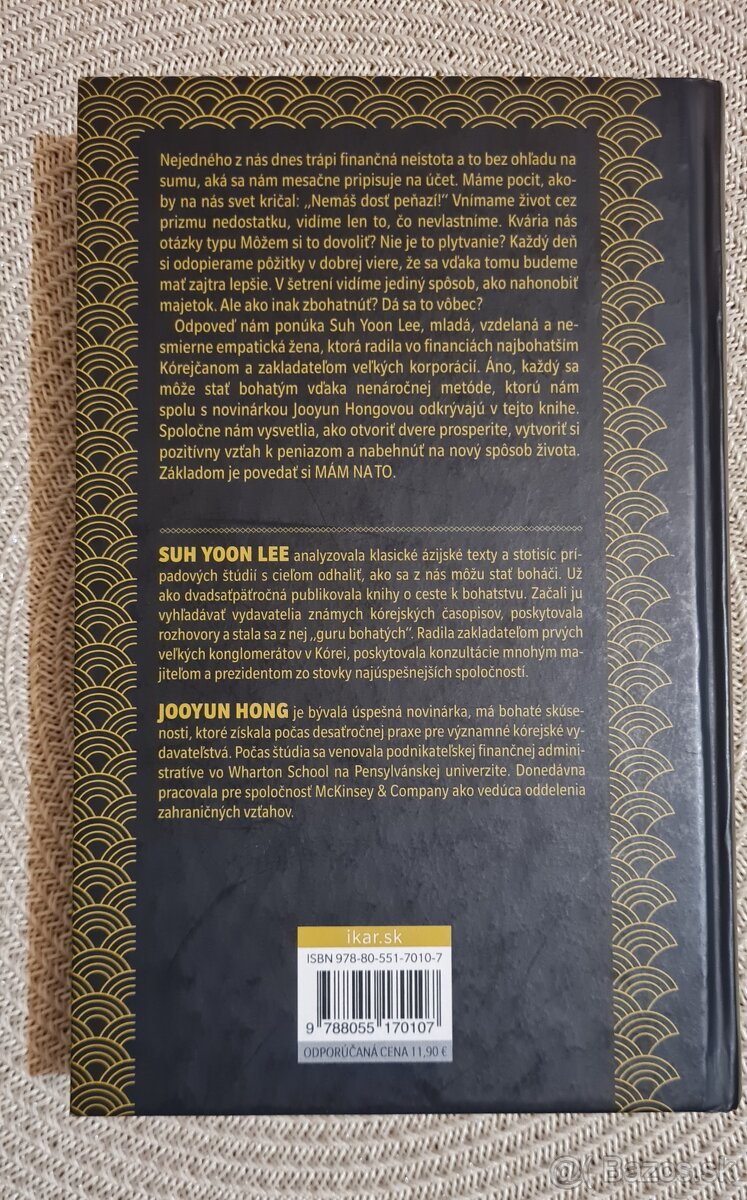 Nejedného z nás dnes trápi finančná neistota a to bez ohľadu na
sumu, aká sa nám mesačne pripisuje na účet. Máme pocit, ako-
by na nás svet kričal: „Nemáš dosť peňazí!“ Vnímame život cez
prizmu nedostatku, vidíme len to, čo nevlastníme. Kvária nás
otázky typu Môžem si to dovoliť? Nie je to plytvanie? Každý deň
si odopierame pôžitky v dobrej viere, že sa vďaka tomu budeme
mať zajtra lepšie. V šetrení vidíme jediný spôsob, ako nahonobiť
majetok. Ale ako inak zbohatnúť? Dá sa to vôbec?
Odpoveď nám ponúka Suh Yoon Lee, mladá, vzdelaná a ne-
smierne empatická žena, ktorá radila vo financiách najbohatším
Kórejčanom a zakladateľom veľkých korporácií. Áno, každý sa
môže stať bohatým vďaka nenáročnej metóde, ktorú nám
spolu s novinárkou Jooyun Hongovou odkrývajú v tejto knihe.
Spoločne nám vysvetlia, ako otvoriť dvere prosperite, vytvoriť si
pozitívny vzťah k peniazom a nabehnúť na nový spôsob života.
Základom je povedať si MÁM NA TO.
SUH YOON LEE analyzovala klasické ázijské texty a stotisíc prí-
padových štúdií s cieľom odhaliť, ako sa z nás môžu stať boháči. Už
ako dvadsaťpäťročná publikovala knihy o ceste k bohatstvu. Začali ju
vyhľadávať vydavatelia známych kórejských časopisov, poskytovala
rozhovory a stala sa z nej „guru bohatých“. Radila zakladateľom prvých
veľkých konglomerátov v Kórei, poskytovala konzultácie mnohým ma-
jiteľom a prezidentom zo stovky najúspešnejších spoločností.
JOOYUN HONG je bývalá úspešná novinárka, má bohaté skúse-
nosti, ktoré získala počas desaťročnej praxe pre významné kórejské vy-
davateľstvá. Počas štúdia sa venovala podnikateľskej finančnej admini-
stratíve vo Wharton School na Pensylvánskej univerzite. Donedávna
pracovala pre spoločnosť McKinsey & Company ako vedúca oddelenia
zahraničných vzťahov.
ikar.sk
ISBN 978-80-551-7010-7
9 788055 170107
ODPORÚČANÁ CENA 11,90 €
@ Bazos.sk